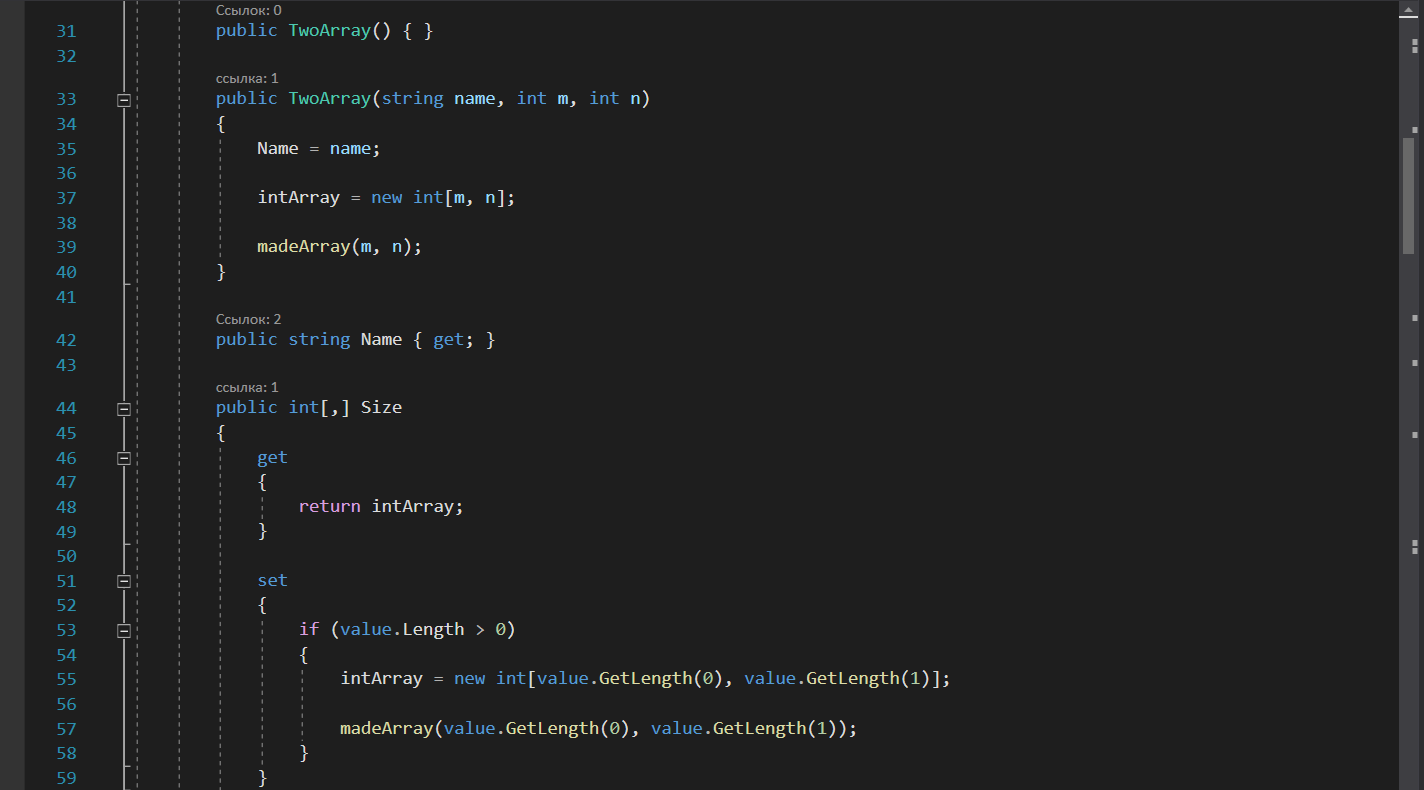 Ссылок: 0
31 public TwoArray() { }
32
ссылка: 1
33 public TwoArray(string name, int m, int n)
34 {
35 Name = name;
36
37 intArray = new int[m, n];
38
39 madeArray(m, n);
40 }
41
Ссылок: 2
42 public string Name { get; }
43
ссылка: 1
44 public int[,] Size
45 {
46 get
47 {
48 return intArray;
49 }
50
51 set
52 {
53 if (value.Length > 0)
54 {
55 intArray = new int[value.GetLength(0), value.GetLength(1)];
56
57 madeArray(value.GetLength(0), value.GetLength(1));
58 }
59 }